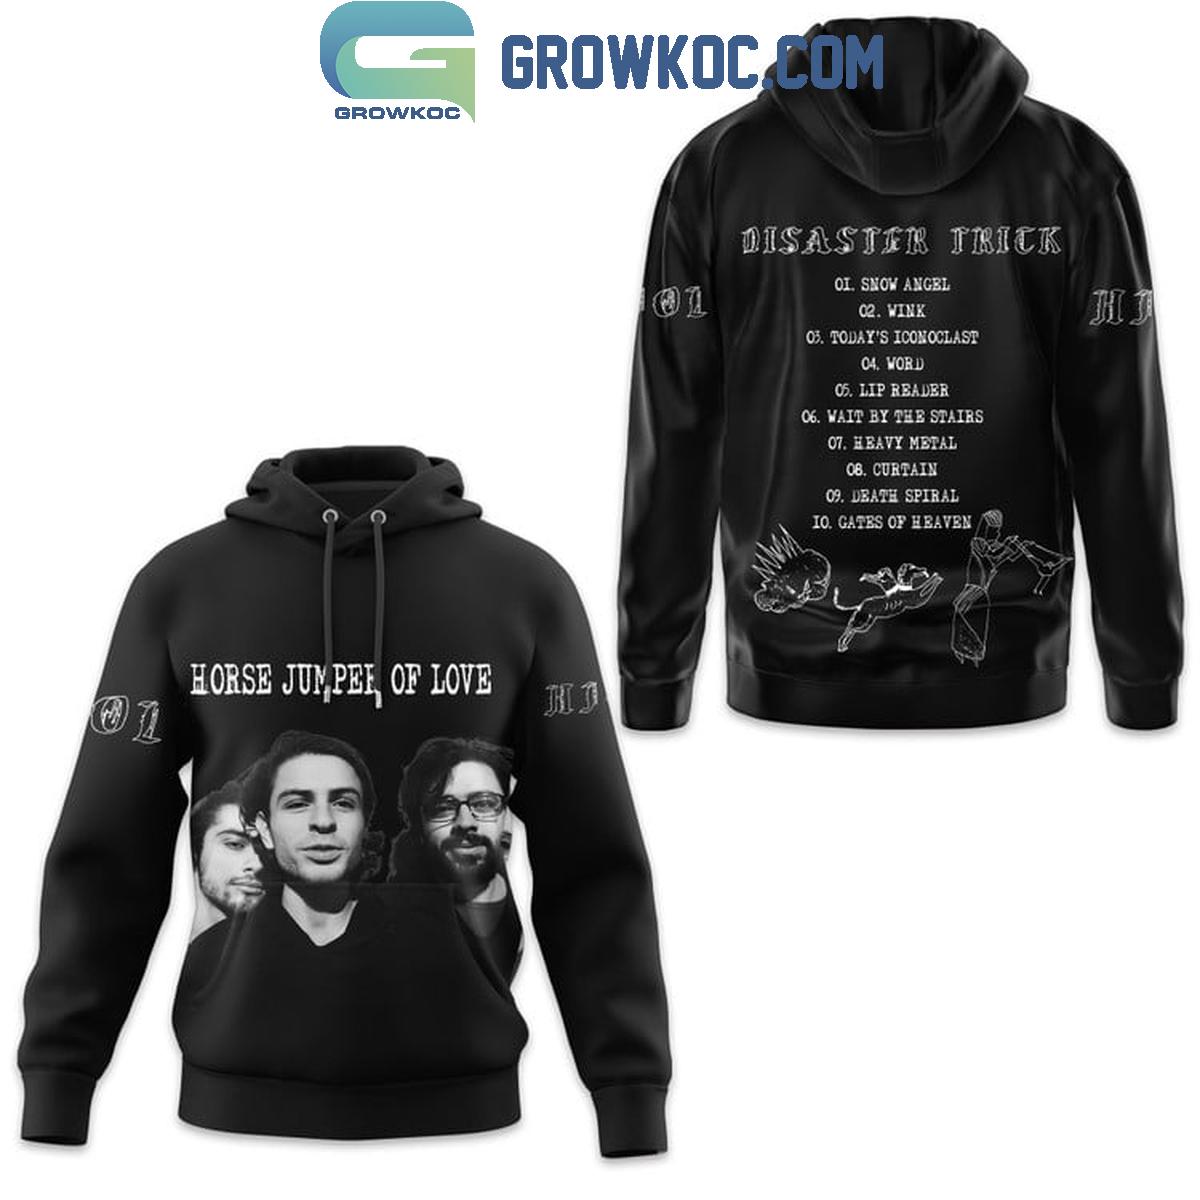 GROWKOC
GROWKOC.COM
DISASTER TRICK
01. SNOW ANGEL
02. WINK
03. TODAY'S ICONOCLAST
04. WORD
05. LIP READER
06. WAIT BY THE STAIRS
07. HEAVY METAL
08. CURTAIN
09. DEATH SPIRAL
10. GATES OF HEAVEN
OL
H
HORSE JUMPER OF LOVE
OL
H